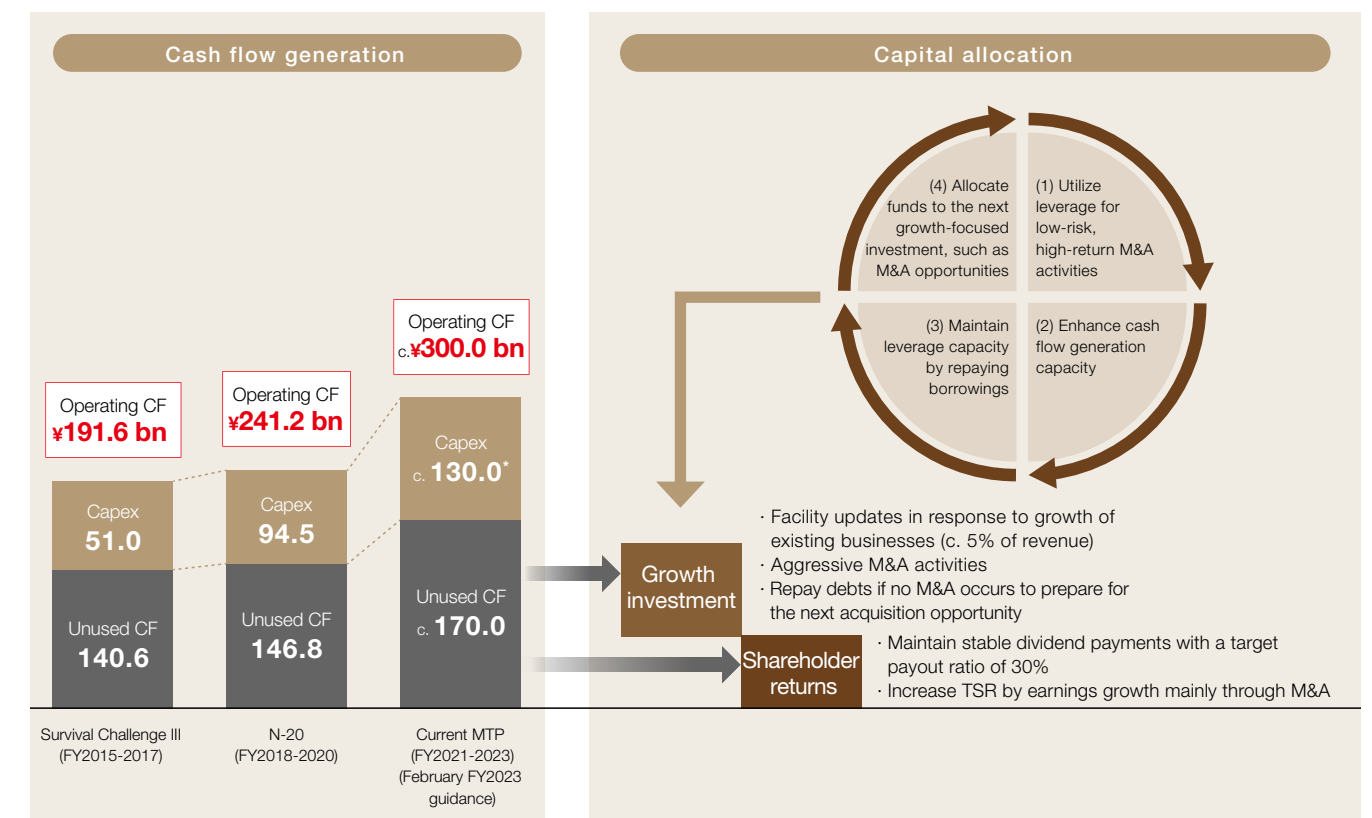 Cash flow generation
Operating CF
¥191.6 bn
Capex
51.0
Unused CF
140.6
Survival Challenge III
(FY2015-2017)
Operating CF
¥241.2 bn
Capex
94.5
Unused CF
146.8
N-20
(FY2018-2020)
Operating CF
c.¥300.0 bn
Capex
c. 130.0*
Unused CF
c. 170.0
Current MTP
(FY2021-2023)
(February FY2023
guidance)
Capital allocation
(1) Utilize
leverage for
low-risk,
high-return M&A
activities
(2) Enhance cash
flow generation
capacity
(3) Maintain
leverage capacity
by repaying
borrowings
(4) Allocate
funds to the next
growth-focused
investment, such as
M&A opportunities
Growth
investment
· Facility updates in response to growth of
existing businesses (c. 5% of revenue)
· Aggressive M&A activities
· Repay debts if no M&A occurs to prepare for
the next acquisition opportunity
Shareholder
returns
· Maintain stable dividend payments with a target
payout ratio of 30%
· Increase TSR by earnings growth mainly through M&A